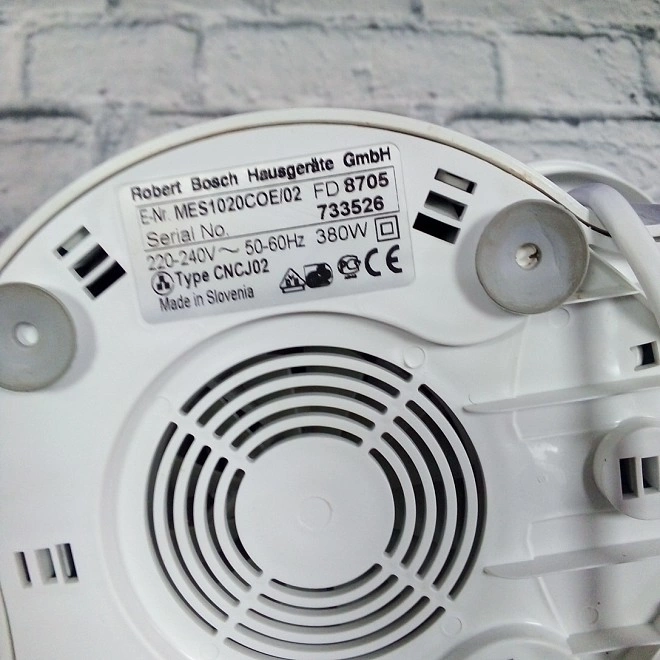 Robert Bosch Hausgeräte GmbH
E-Nr. MES1020COE/02 FD 8705
Serial No. 733526
220-240V ~ 50-60Hz 380W
Type CNCJ02
Made in Slovenia
CE